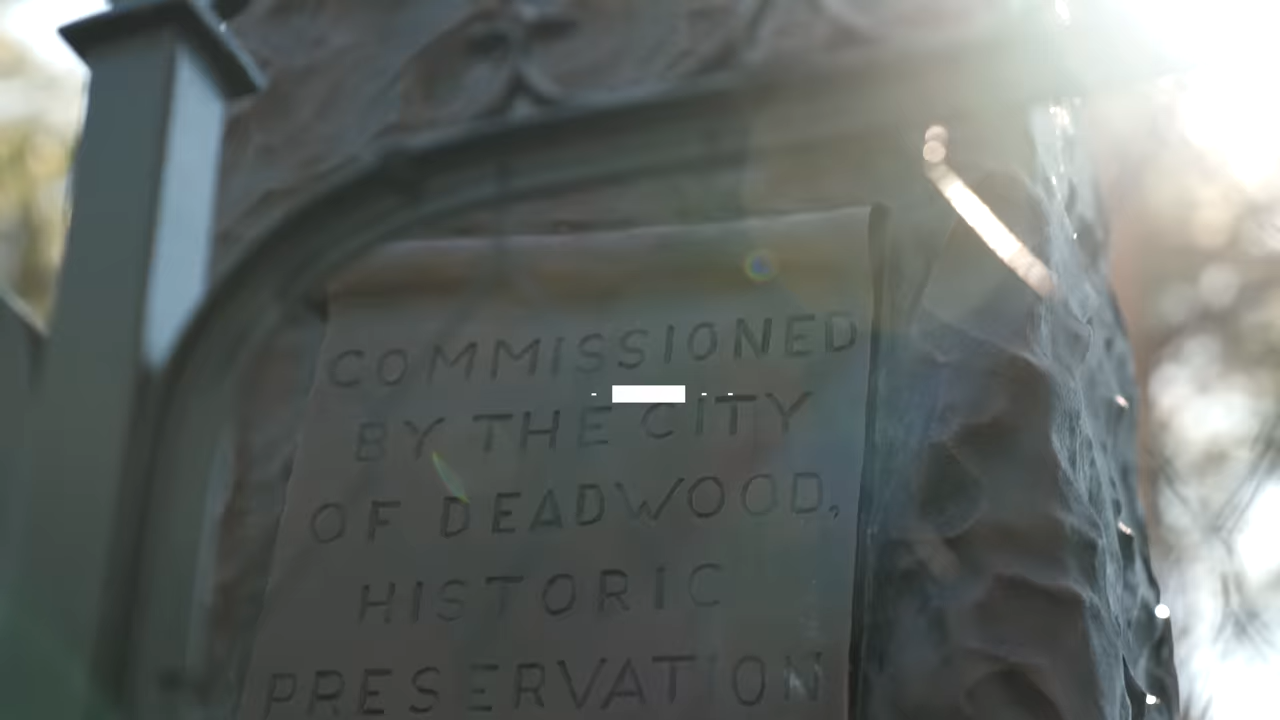 COMMISSIONED
BY THE CITY
OF DEADWOOD,
HISTORIC
PRESERVATION